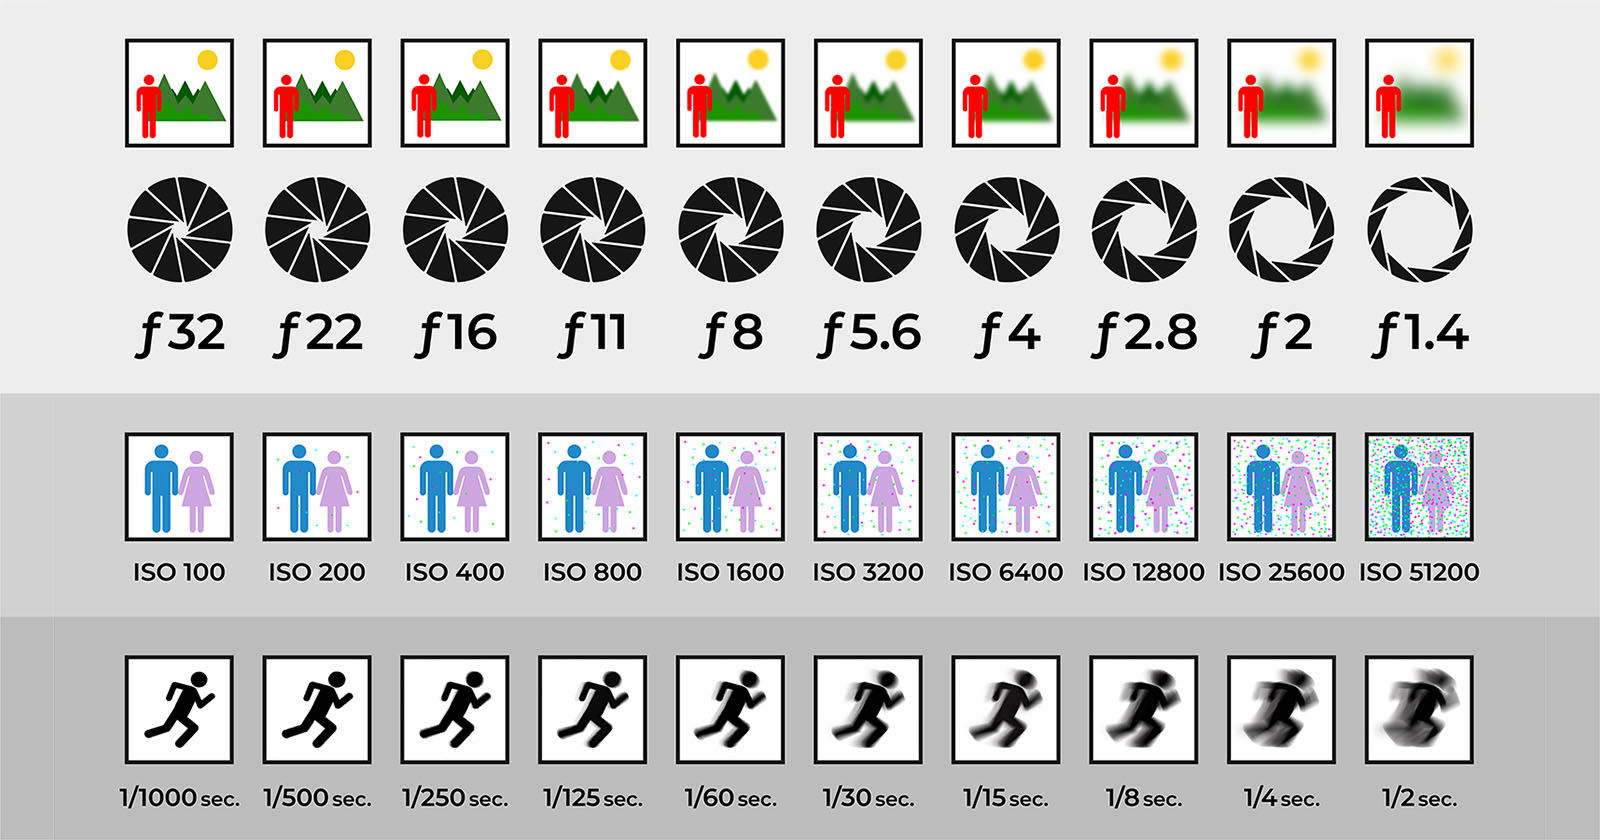 ƒ32 ƒ22 ƒ16 ƒ11 ƒ8 ƒ5.6 ƒ4 ƒ2.8 ƒ2 ƒ1.4
ISO 100 ISO 200 ISO 400 ISO 800 ISO 1600 ISO 3200 ISO 6400 ISO 12800 ISO 25600 ISO 51200
1/1000 sec. 1/500 sec. 1/250 sec. 1/125 sec. 1/60 sec. 1/30 sec. 1/15 sec. 1/8 sec. 1/4 sec. 1/2 sec.